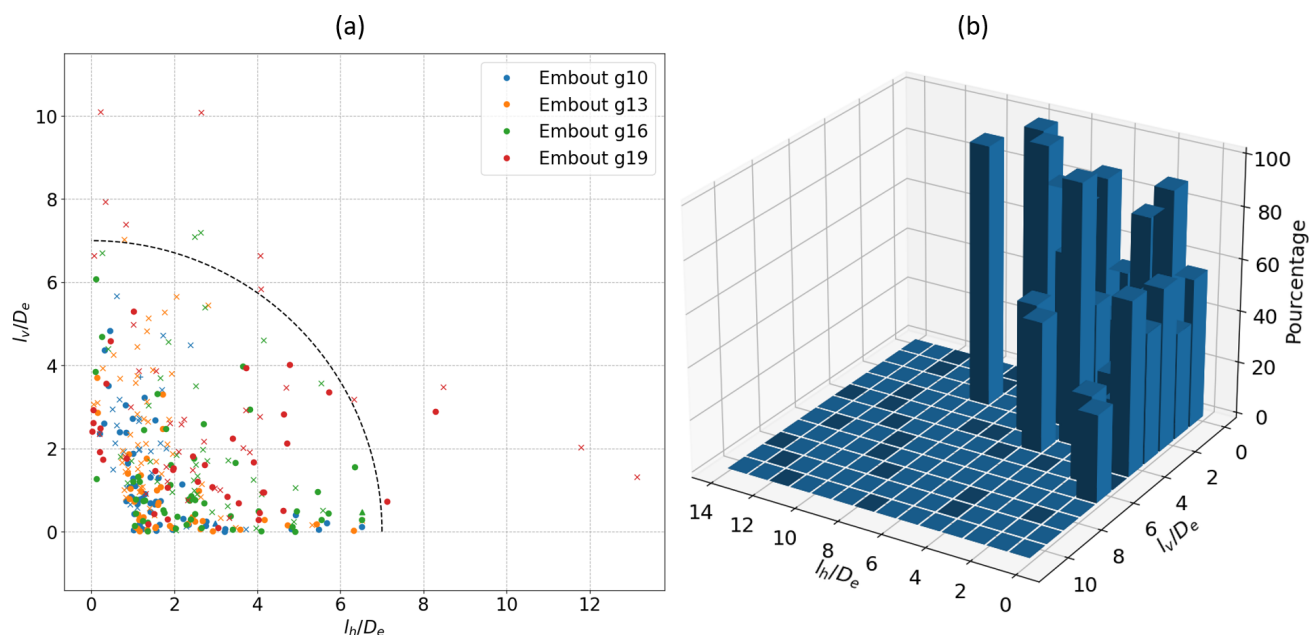 (a)
(b)
Embout g10
Embout g13
Embout g16
Embout g19
10
8
6
4
2
0
l_v/D_e
0 2 4 6 8 10 12
l_h/D_e
100
80
60
40
20
0
Pourcentage
14 12 10 8 6 4 2 0
l_h/D_e
10 8 6 4 2 0
l_v/D_e